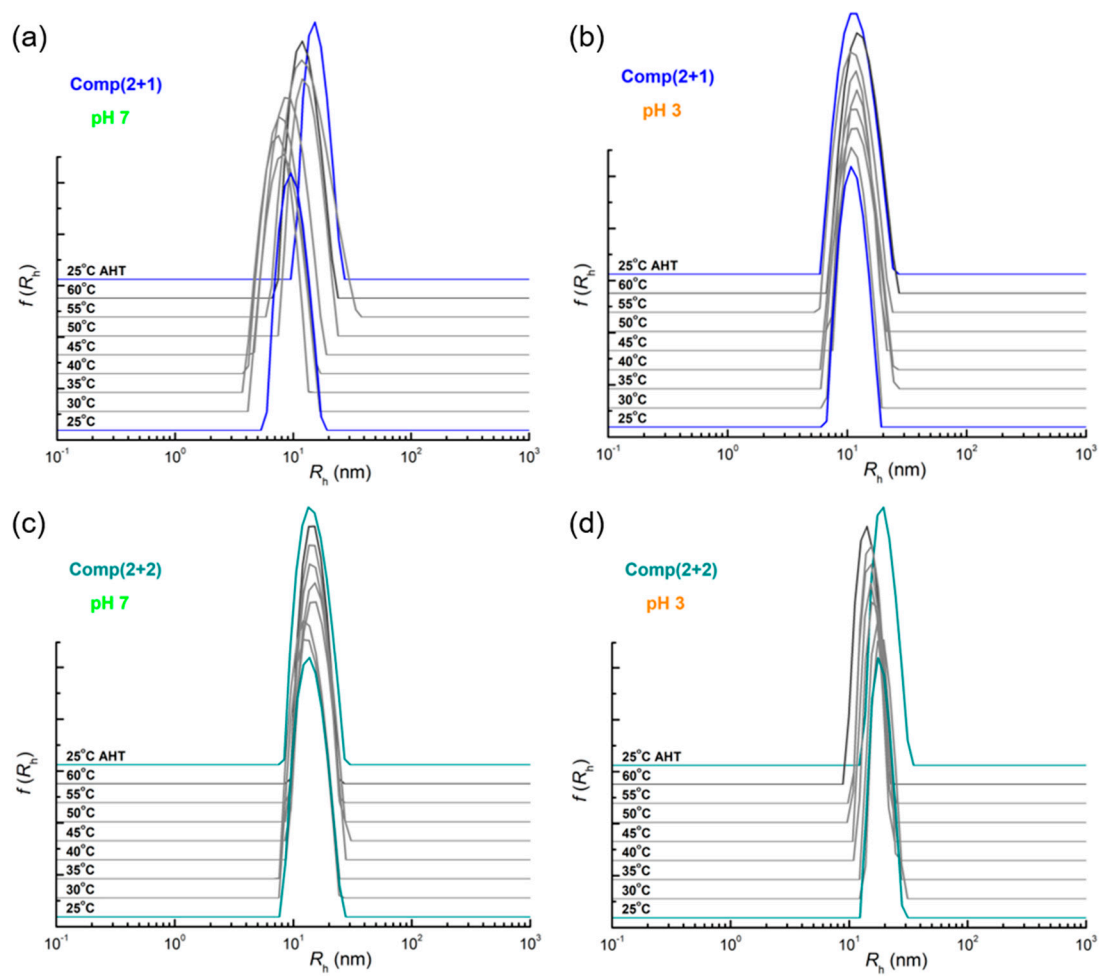 (a)
Comp(2+1)
pH 7
f (Rh)
25°C AHT
60°C
55°C
50°C
45°C
40°C
35°C
30°C
25°C
10-1 100 101 102 103
Rh (nm)
(b)
Comp(2+1)
pH 3
f (Rh)
25°C AHT
60°C
55°C
50°C
45°C
40°C
35°C
30°C
25°C
10-1 100 101 102 103
Rh (nm)
(c)
Comp(2+2)
pH 7
f (Rh)
25°C AHT
60°C
55°C
50°C
45°C
40°C
35°C
30°C
25°C
10-1 100 101 102 103
Rh (nm)
(d)
Comp(2+2)
pH 3
f (Rh)
25°C AHT
60°C
55°C
50°C
45°C
40°C
35°C
30°C
25°C
10-1 100 101 102 103
Rh (nm)